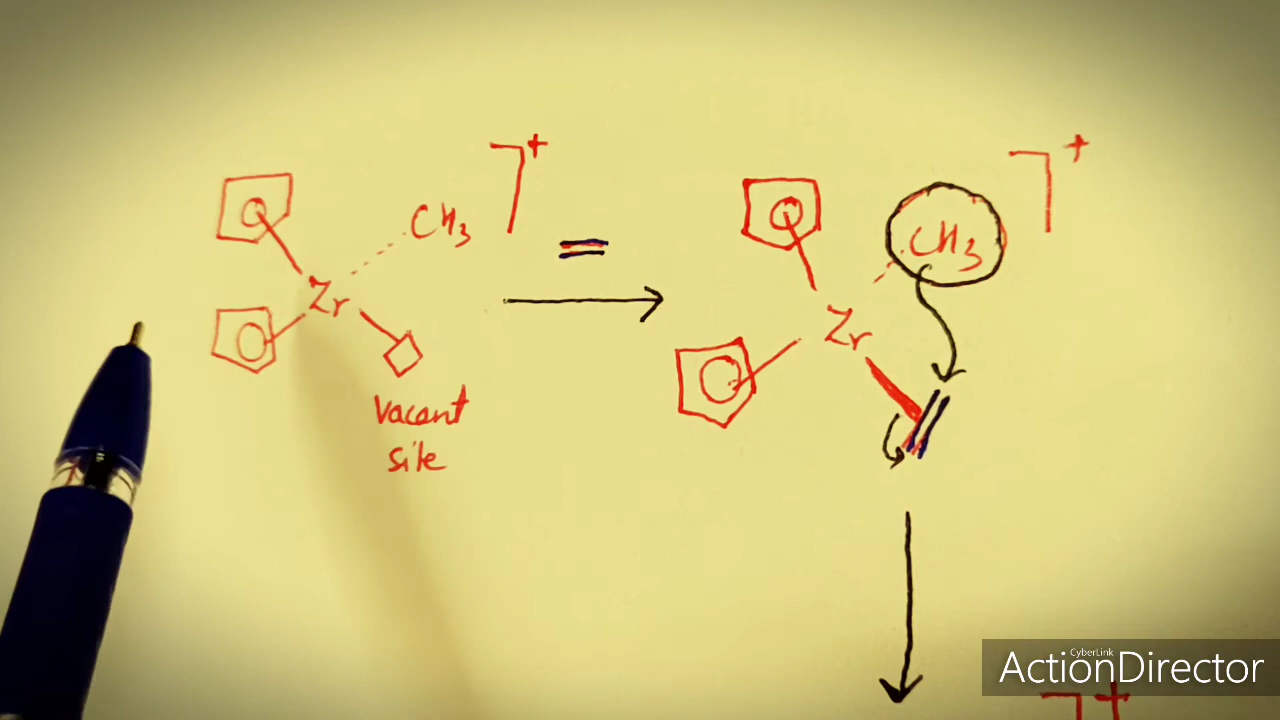 CH3
+
Zr
vacant
site
CH3
+
Zr
+
CyberLink
ActionDirector